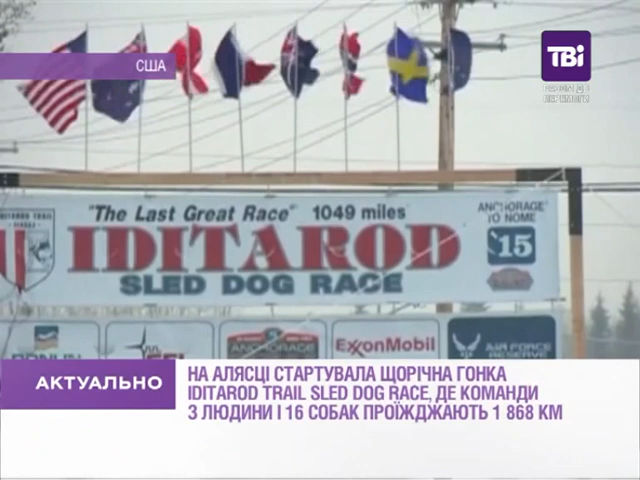 США
ТВі
"The Last Great Race" 1049 miles
IDITAROD
SLED DOG RACE
ANCHORAGE
TO NOME
'15
ANCHORAGE
ExxonMobil
AIR FORCE
RESERVE
АКТУАЛЬНО
НА АЛЯСЦІ СТАРТУВАЛА ЩОРІЧНА ГОНКА
IDITAROD TRAIL SLED DOG RACE, ДЕ КОМАНДИ
З ЛЮДИНИ І 16 СОБАК ПРОЇЖДЖАЮТЬ 1 868 КМ